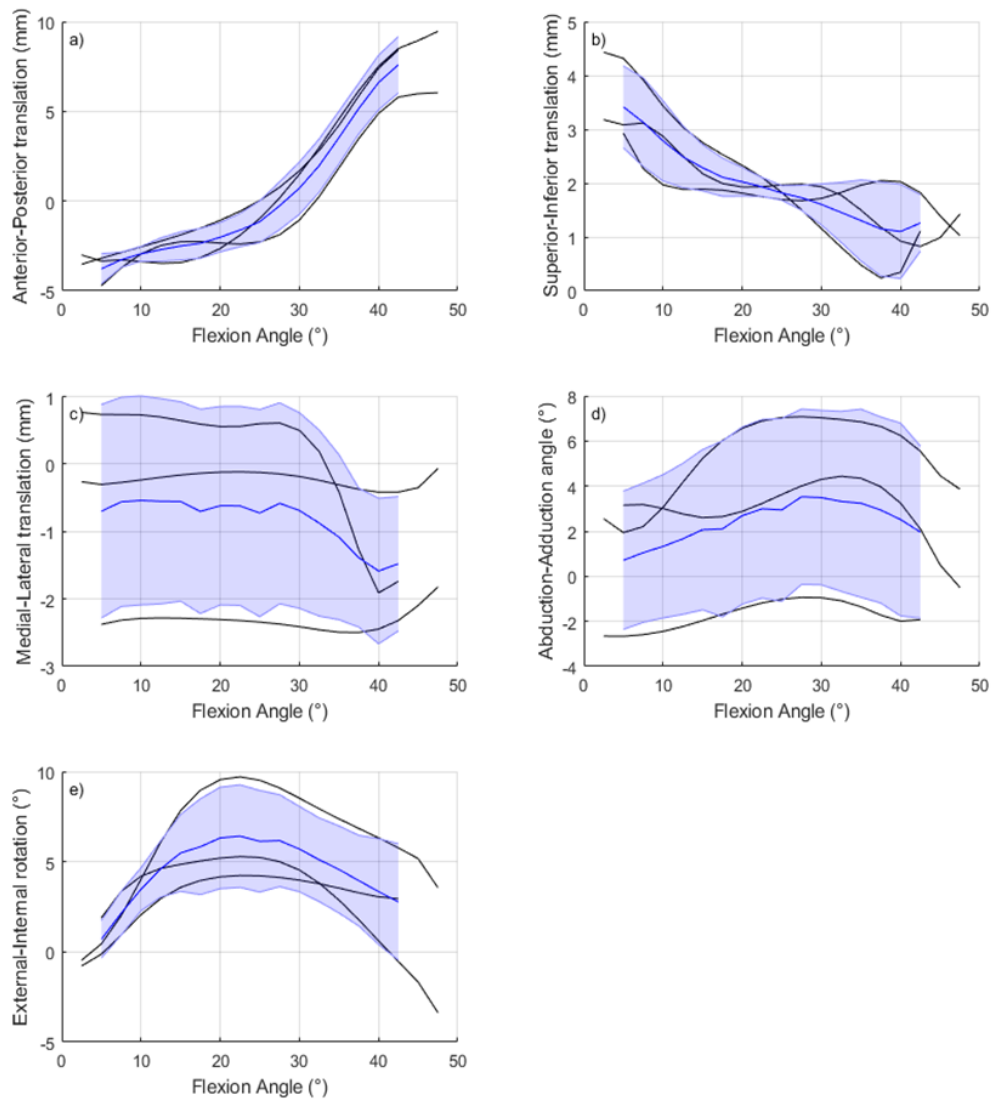 a)
Anterior-Posterior translation (mm)
10
5
0
-5
0 10 20 30 40 50
Flexion Angle (°)
b)
Superior-Inferior translation (mm)
5
4
3
2
1
0
0 10 20 30 40 50
Flexion Angle (°)
c)
Medial-Lateral translation (mm)
1
0
-1
-2
-3
0 10 20 30 40 50
Flexion Angle (°)
d)
Abduction-Adduction angle (°)
8
6
4
2
0
-2
-4
0 10 20 30 40 50
Flexion Angle (°)
e)
External-Internal rotation (°)
10
5
0
-5
0 10 20 30 40 50
Flexion Angle (°)